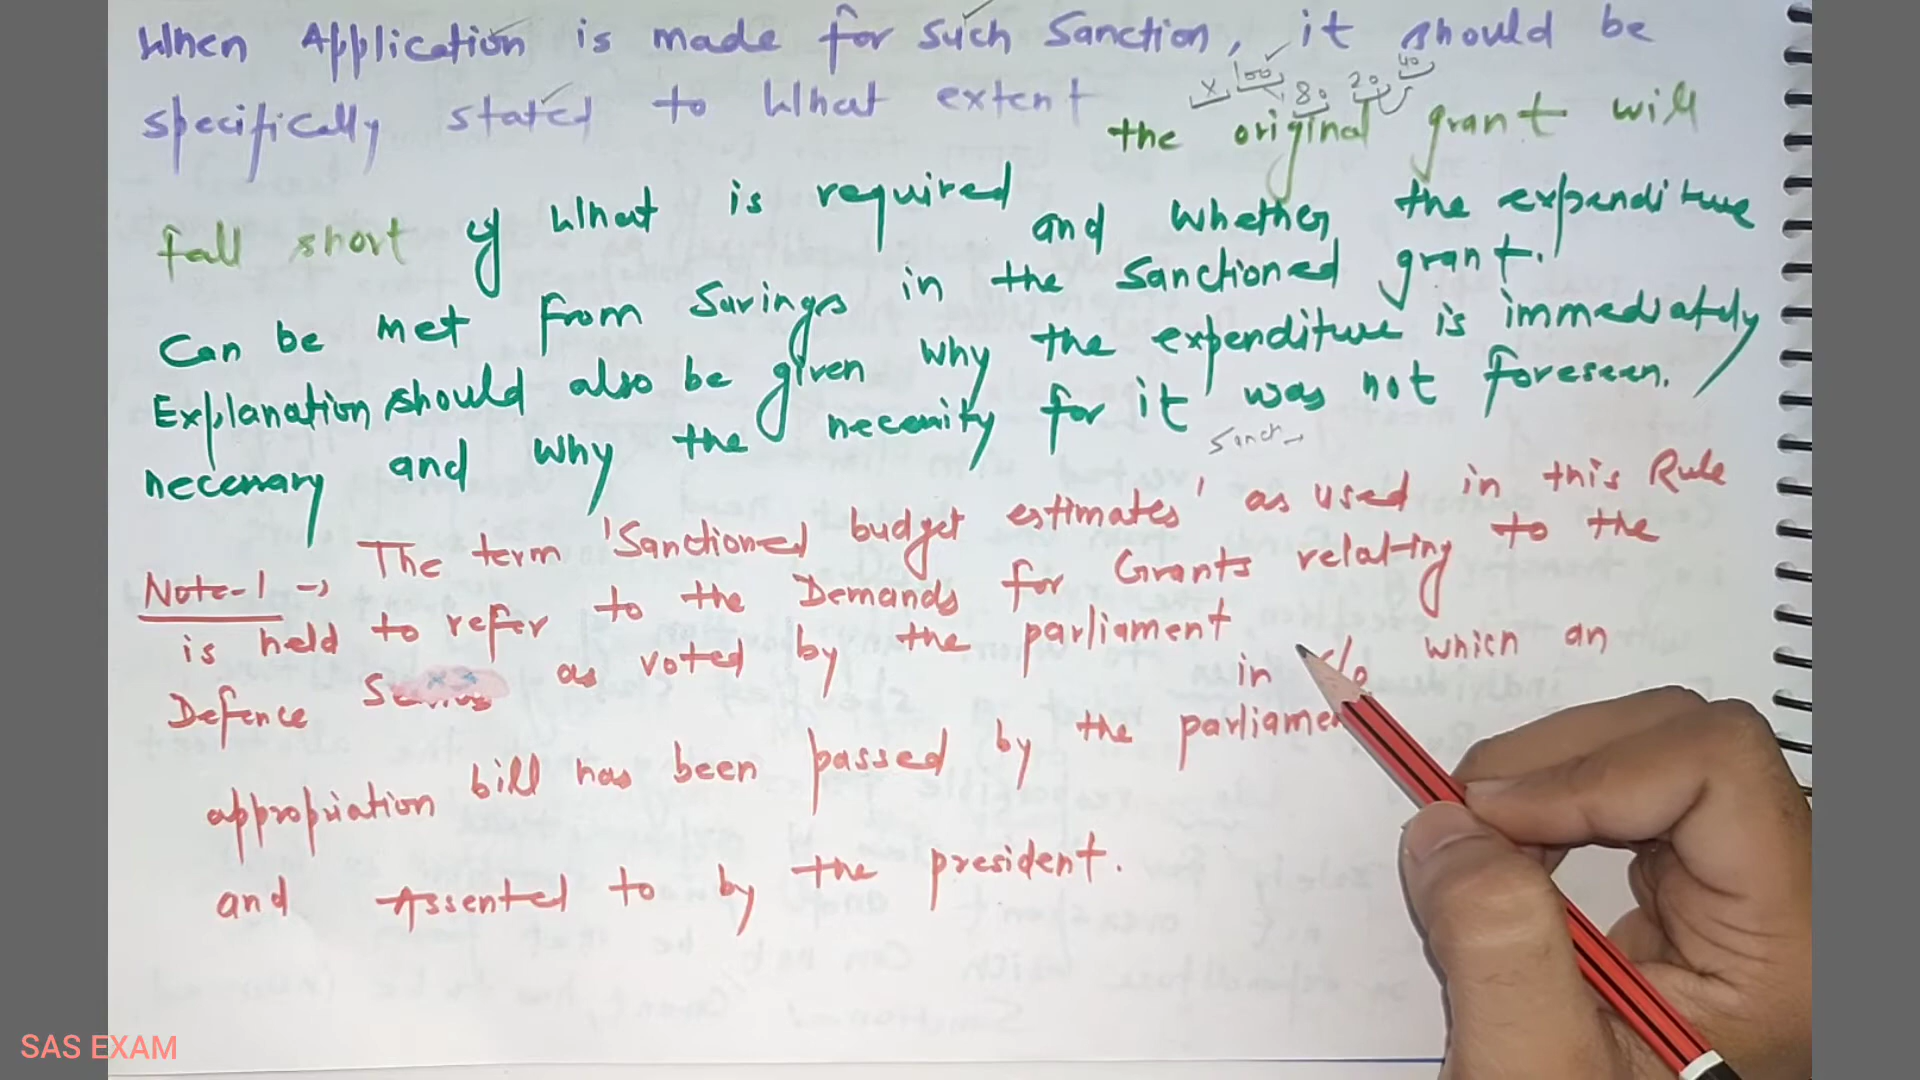 When Application is made for such Sanction, it should be
specifically stated to What extent the original grant will
x 100 80 20 40
fall short of What is required and whether the expenditure
Can be met from Savings in the Sanctioned grant.
Explanation should also be given why the expenditure is immediately
necessary and why the necessity for it was not foreseen.
Note-1 → The term 'Sanctioned budget estimates' as used in this Rule
is held to refer to the Demands for Grants relating to the
Defence as voted by the parliament in r/o which an
appropriation bill has been passed by the
and Assented to by the president.
SAS EXAM